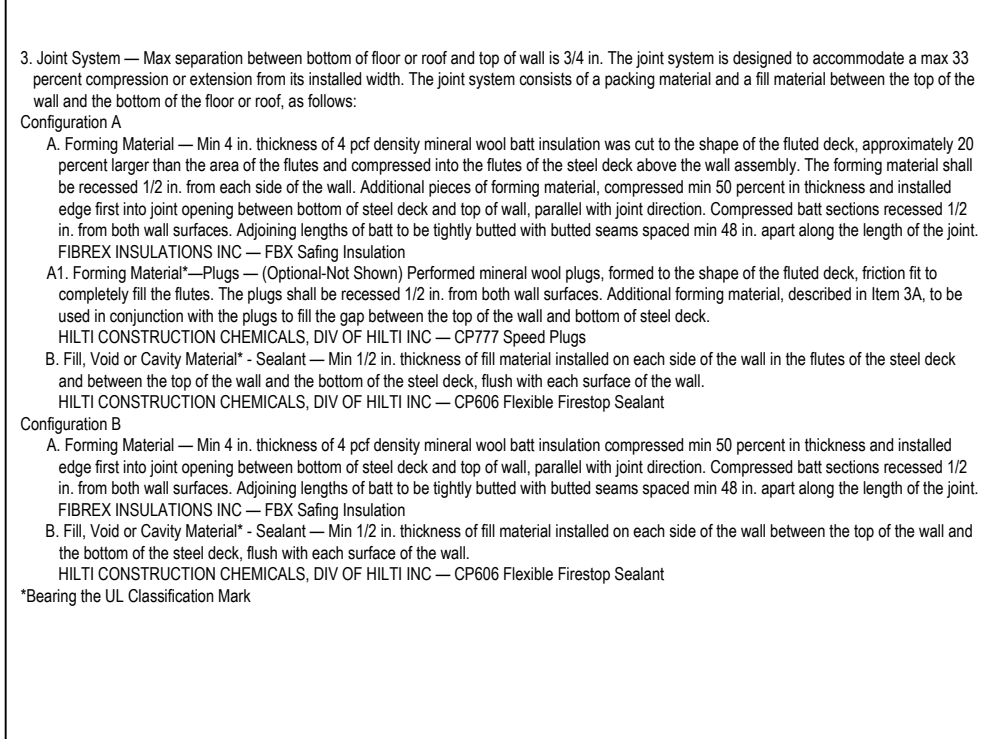 3. Joint System — Max separation between bottom of floor or roof and top of wall is 3/4 in. The joint system is designed to accommodate a max 33
percent compression or extension from its installed width. The joint system consists of a packing material and a fill material between the top of the
wall and the bottom of the floor or roof, as follows:
Configuration A
A. Forming Material — Min 4 in. thickness of 4 pcf density mineral wool batt insulation was cut to the shape of the fluted deck, approximately 20
percent larger than the area of the flutes and compressed into the flutes of the steel deck above the wall assembly. The forming material shall
be recessed 1/2 in. from each side of the wall. Additional pieces of forming material, compressed min 50 percent in thickness and installed
edge first into joint opening between bottom of steel deck and top of wall, parallel with joint direction. Compressed batt sections recessed 1/2
in. from both wall surfaces. Adjoining lengths of batt to be tightly butted with butted seams spaced min 48 in. apart along the length of the joint.
FIBREX INSULATIONS INC — FBX Safing Insulation
A1. Forming Material*—Plugs — (Optional-Not Shown) Performed mineral wool plugs, formed to the shape of the fluted deck, friction fit to
completely fill the flutes. The plugs shall be recessed 1/2 in. from both wall surfaces. Additional forming material, described in Item 3A, to be
used in conjunction with the plugs to fill the gap between the top of the wall and bottom of steel deck.
HILTI CONSTRUCTION CHEMICALS, DIV OF HILTI INC — CP777 Speed Plugs
B. Fill, Void or Cavity Material* - Sealant — Min 1/2 in. thickness of fill material installed on each side of the wall in the flutes of the steel deck
and between the top of the wall and the bottom of the steel deck, flush with each surface of the wall.
HILTI CONSTRUCTION CHEMICALS, DIV OF HILTI INC — CP606 Flexible Firestop Sealant
Configuration B
A. Forming Material — Min 4 in. thickness of 4 pcf density mineral wool batt insulation compressed min 50 percent in thickness and installed
edge first into joint opening between bottom of steel deck and top of wall, parallel with joint direction. Compressed batt sections recessed 1/2
in. from both wall surfaces. Adjoining lengths of batt to be tightly butted with butted seams spaced min 48 in. apart along the length of the joint.
FIBREX INSULATIONS INC — FBX Safing Insulation
B. Fill, Void or Cavity Material* - Sealant — Min 1/2 in. thickness of fill material installed on each side of the wall between the top of the wall and
the bottom of the steel deck, flush with each surface of the wall.
HILTI CONSTRUCTION CHEMICALS, DIV OF HILTI INC — CP606 Flexible Firestop Sealant
*Bearing the UL Classification Mark